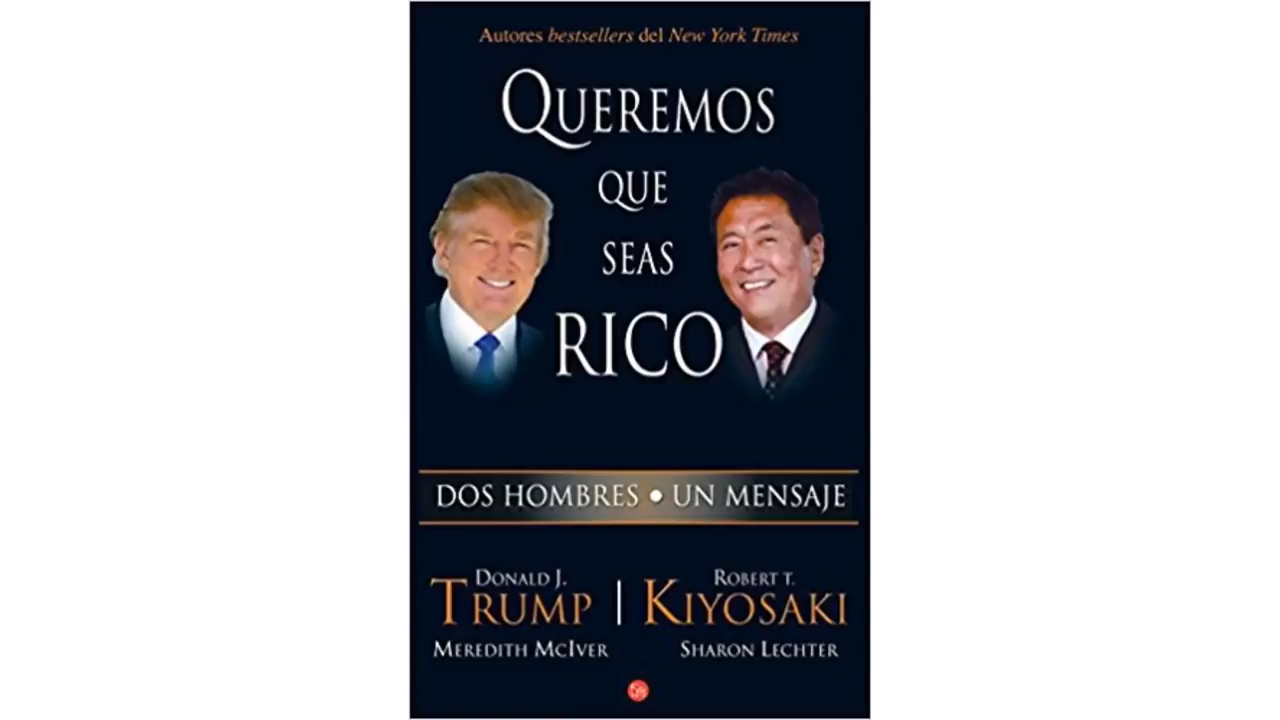 Autores bestsellers del New York Times
QUEREMOS
QUE
SEAS
RICO
DOS HOMBRES • UN MENSAJE
DONALD J.
TRUMP
MEREDITH MCIVER
ROBERT T.
KIYOSAKI
SHARON LECHTER